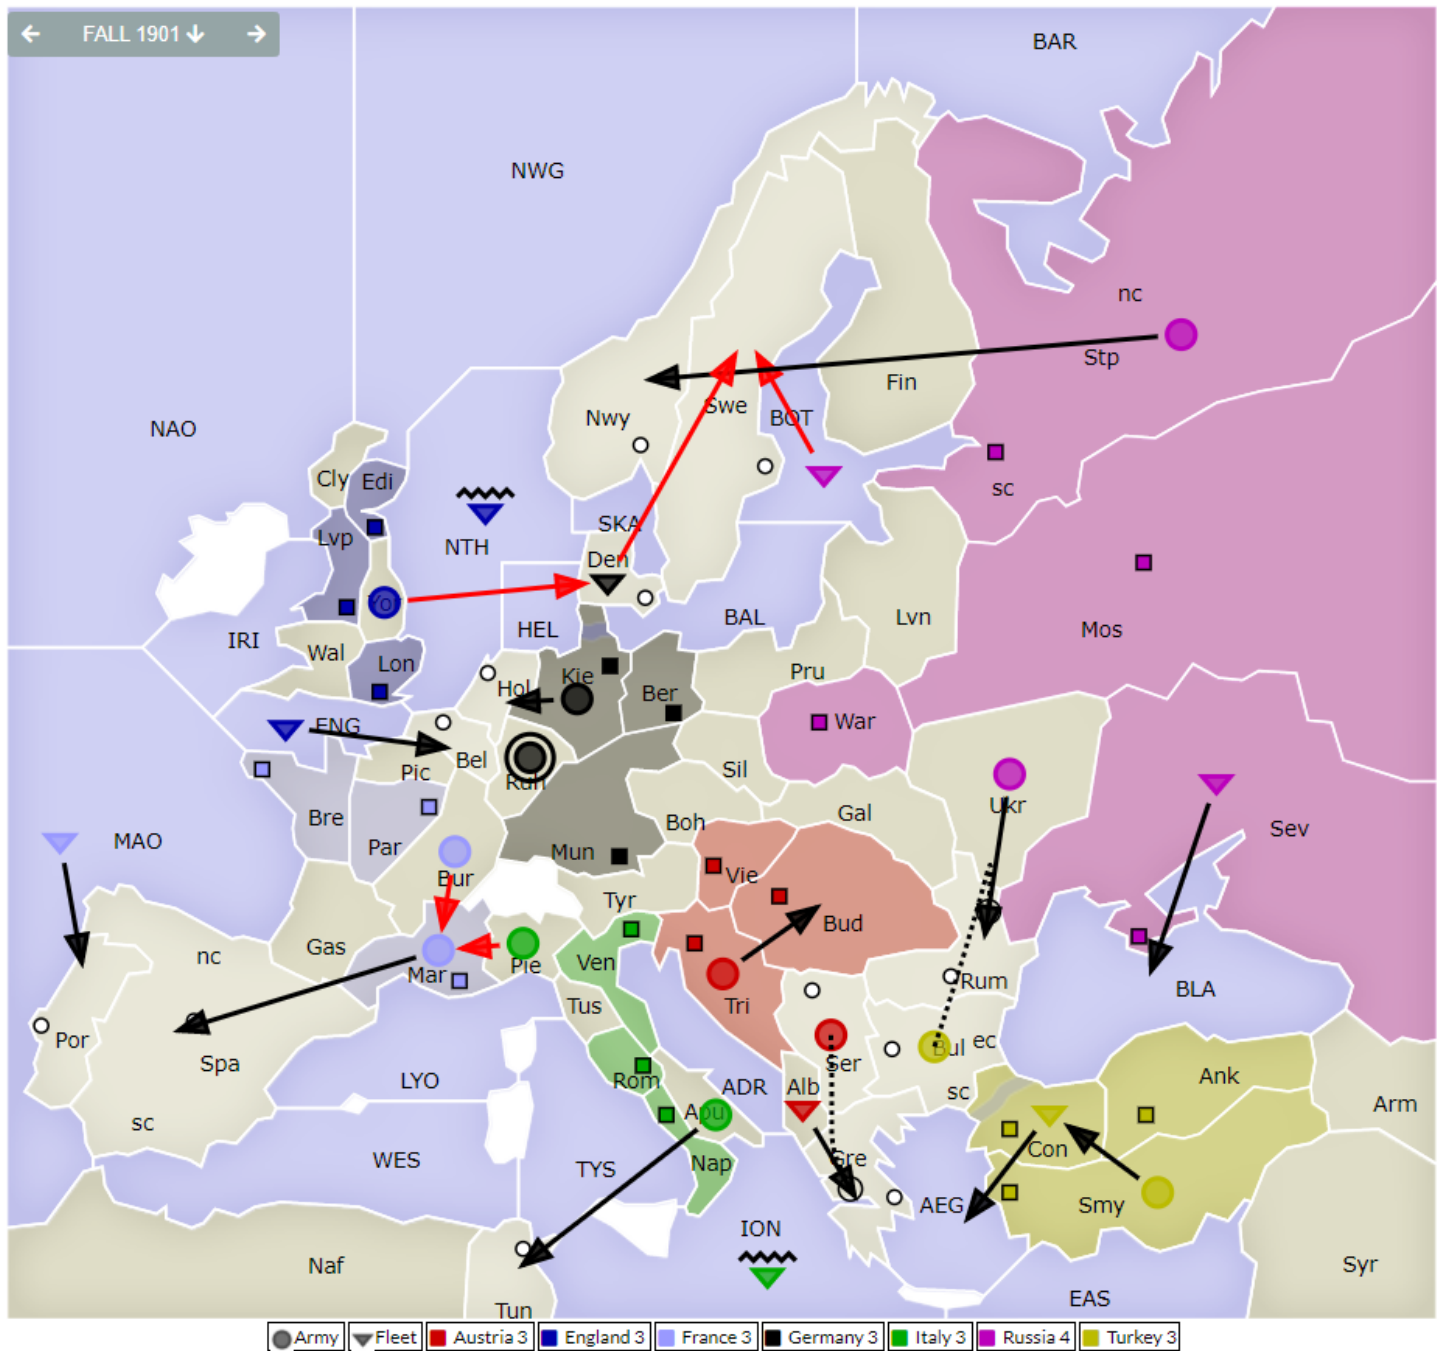 ← FALL 1901 ↓ →
BAR
NWG
nc
Stp
NAO
Fin
Swe
BOT
Nwy
Cly
Edi
sc
SKA
Lvp
NTH
Den
Yor
HEL
BAL
Lvn
Mos
IRI
Wal
Lon
Pru
Hol
Kie
Ber
War
ENG
Bel
Pic
Sil
Ruh
Ukr
Bre
Par
Boh
Gal
Sev
MAO
Mun
Vie
Bur
Tyr
Bud
Gas
nc
Mar
Pie
Ven
Rum
BLA
Tus
Tri
Por
Spa
Ser
Bul
ec
LYO
Rom
ADR
Alb
sc
Ank
Arm
sc
Apu
Con
WES
TYS
Nap
Gre
AEG
Smy
ION
Naf
Syr
EAS
Tun
Army
Fleet
Austria 3
England 3
France 3
Germany 3
Italy 3
Russia 4
Turkey 3